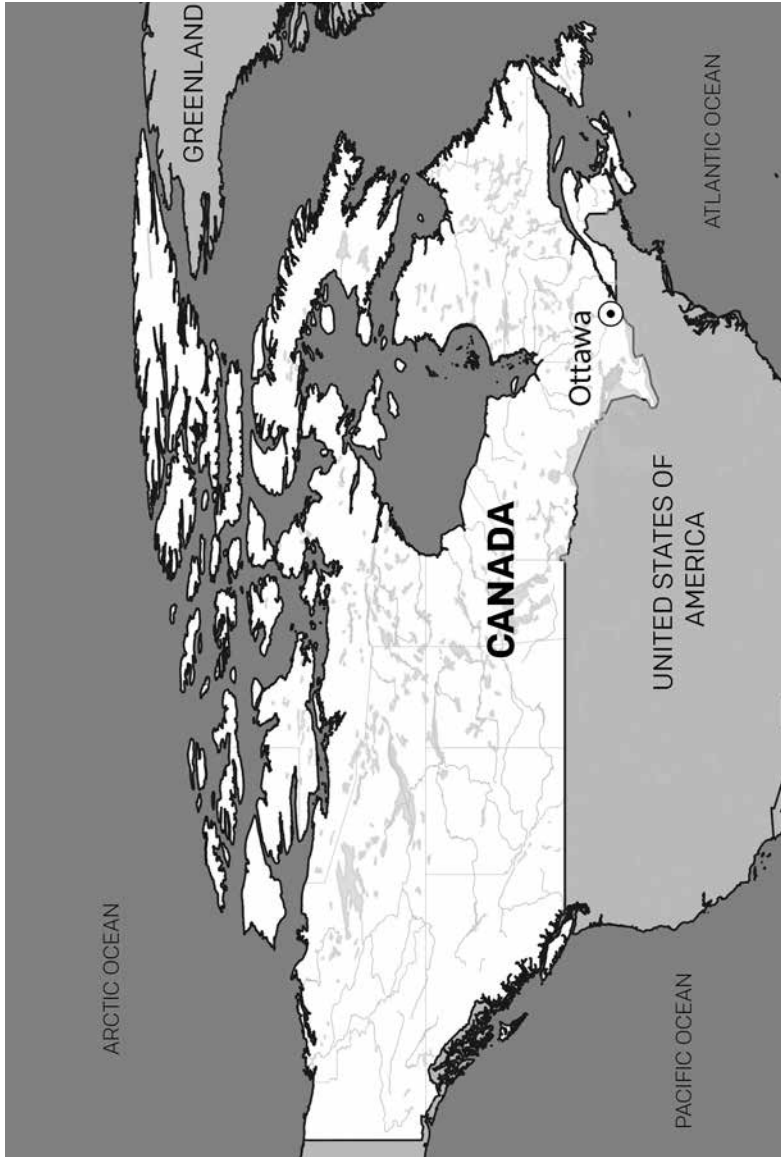 ARCTIC OCEAN
GREENLAND
CANADA
Ottawa
UNITED STATES OF
AMERICA
PACIFIC OCEAN
ATLANTIC OCEAN